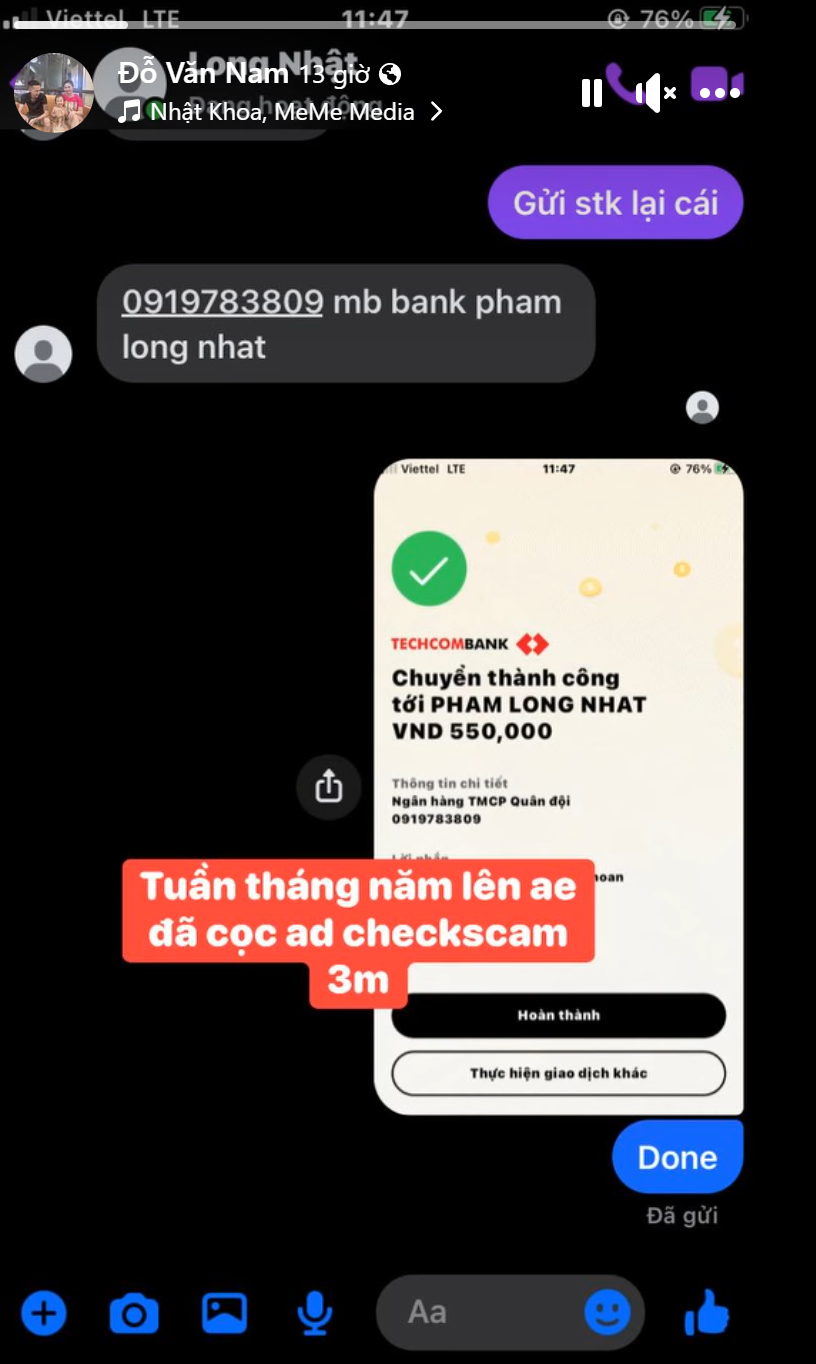 Viettel LTE 11:47 76%
Long Nhật
Đỗ Văn Nam 13 giờ
Đang hoạt động
Nhật Khoa, MeMe Media
Gửi stk lại cái
0919783809 mb bank pham
long nhat
Viettel LTE 11:47 76%
TECHCOMBANK
Chuyển thành công
tới PHAM LONG NHAT
VND 550,000
Thông tin chi tiết
Ngân hàng TMCP Quân đội
0919783809
Lời nhắn
Tuần tháng năm lên ae
đã cọc ad checkscam
3m
Hoàn thành
Thực hiện giao dịch khác
Done
Đã gửi
Aa